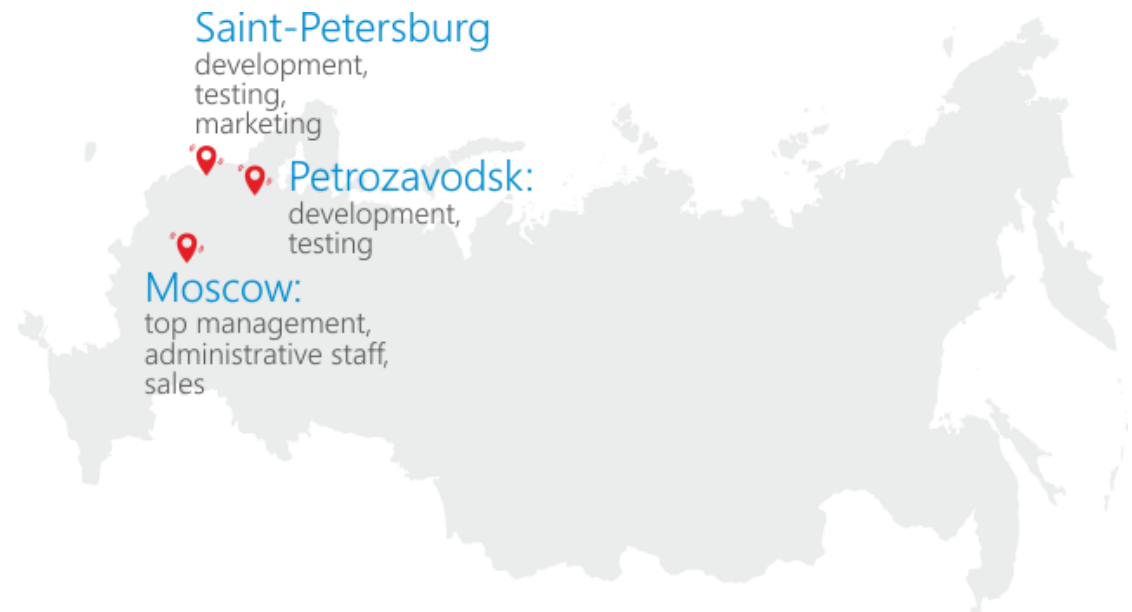 Saint-Petersburg
development,
testing,
marketing
Petrozavodsk:
development,
testing
Moscow:
top management,
administrative staff,
sales